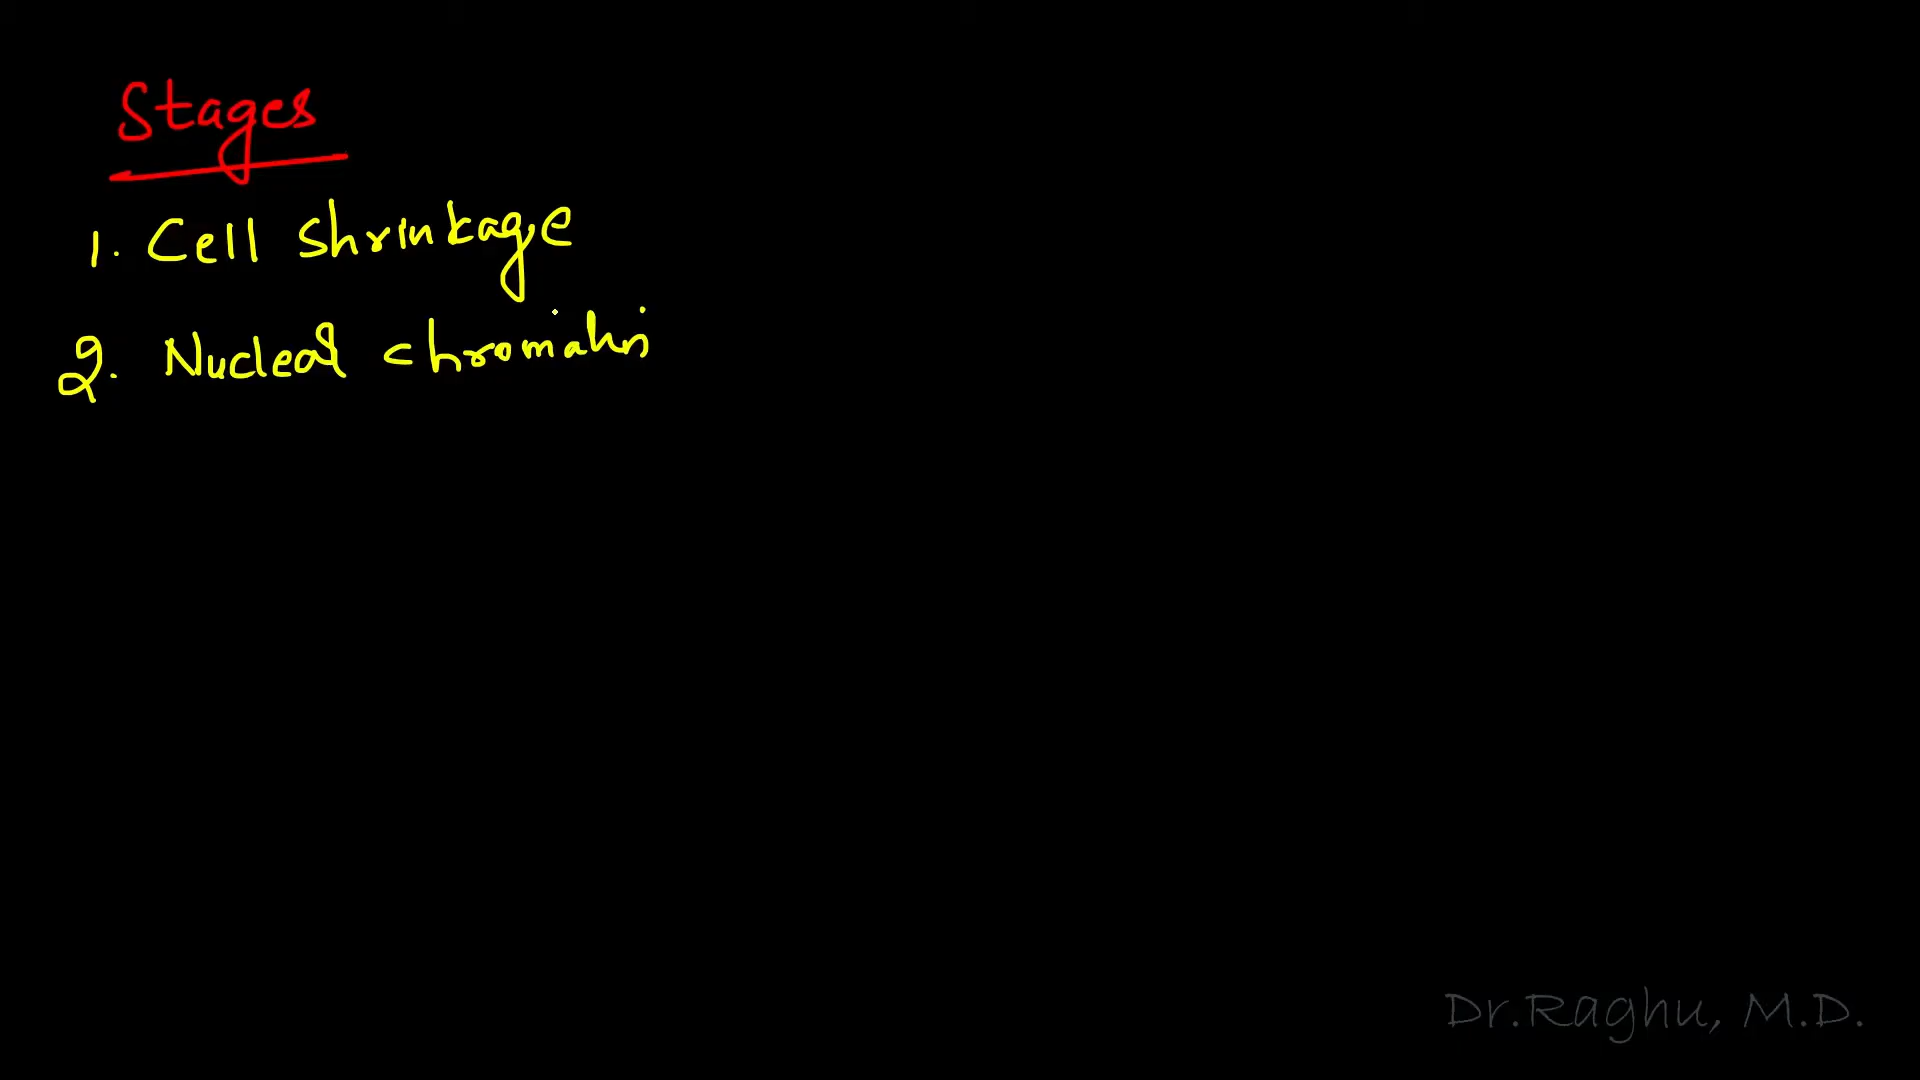 Stages
1. Cell shrinkage
2. Nuclear chromatin
Dr.Raghu, M.D.